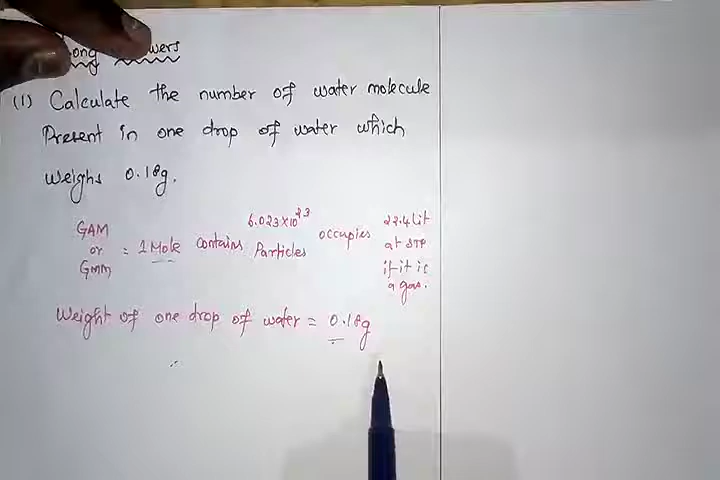 (1) Calculate the number of water molecule
Present in one drop of water which
weighs 0.18g.
GAM or GMM = 1 Mole contains 6.023×10²³ Particles occupies 22.4 lit at STP if it is a gas.
Weight of one drop of water = 0.18g
∴